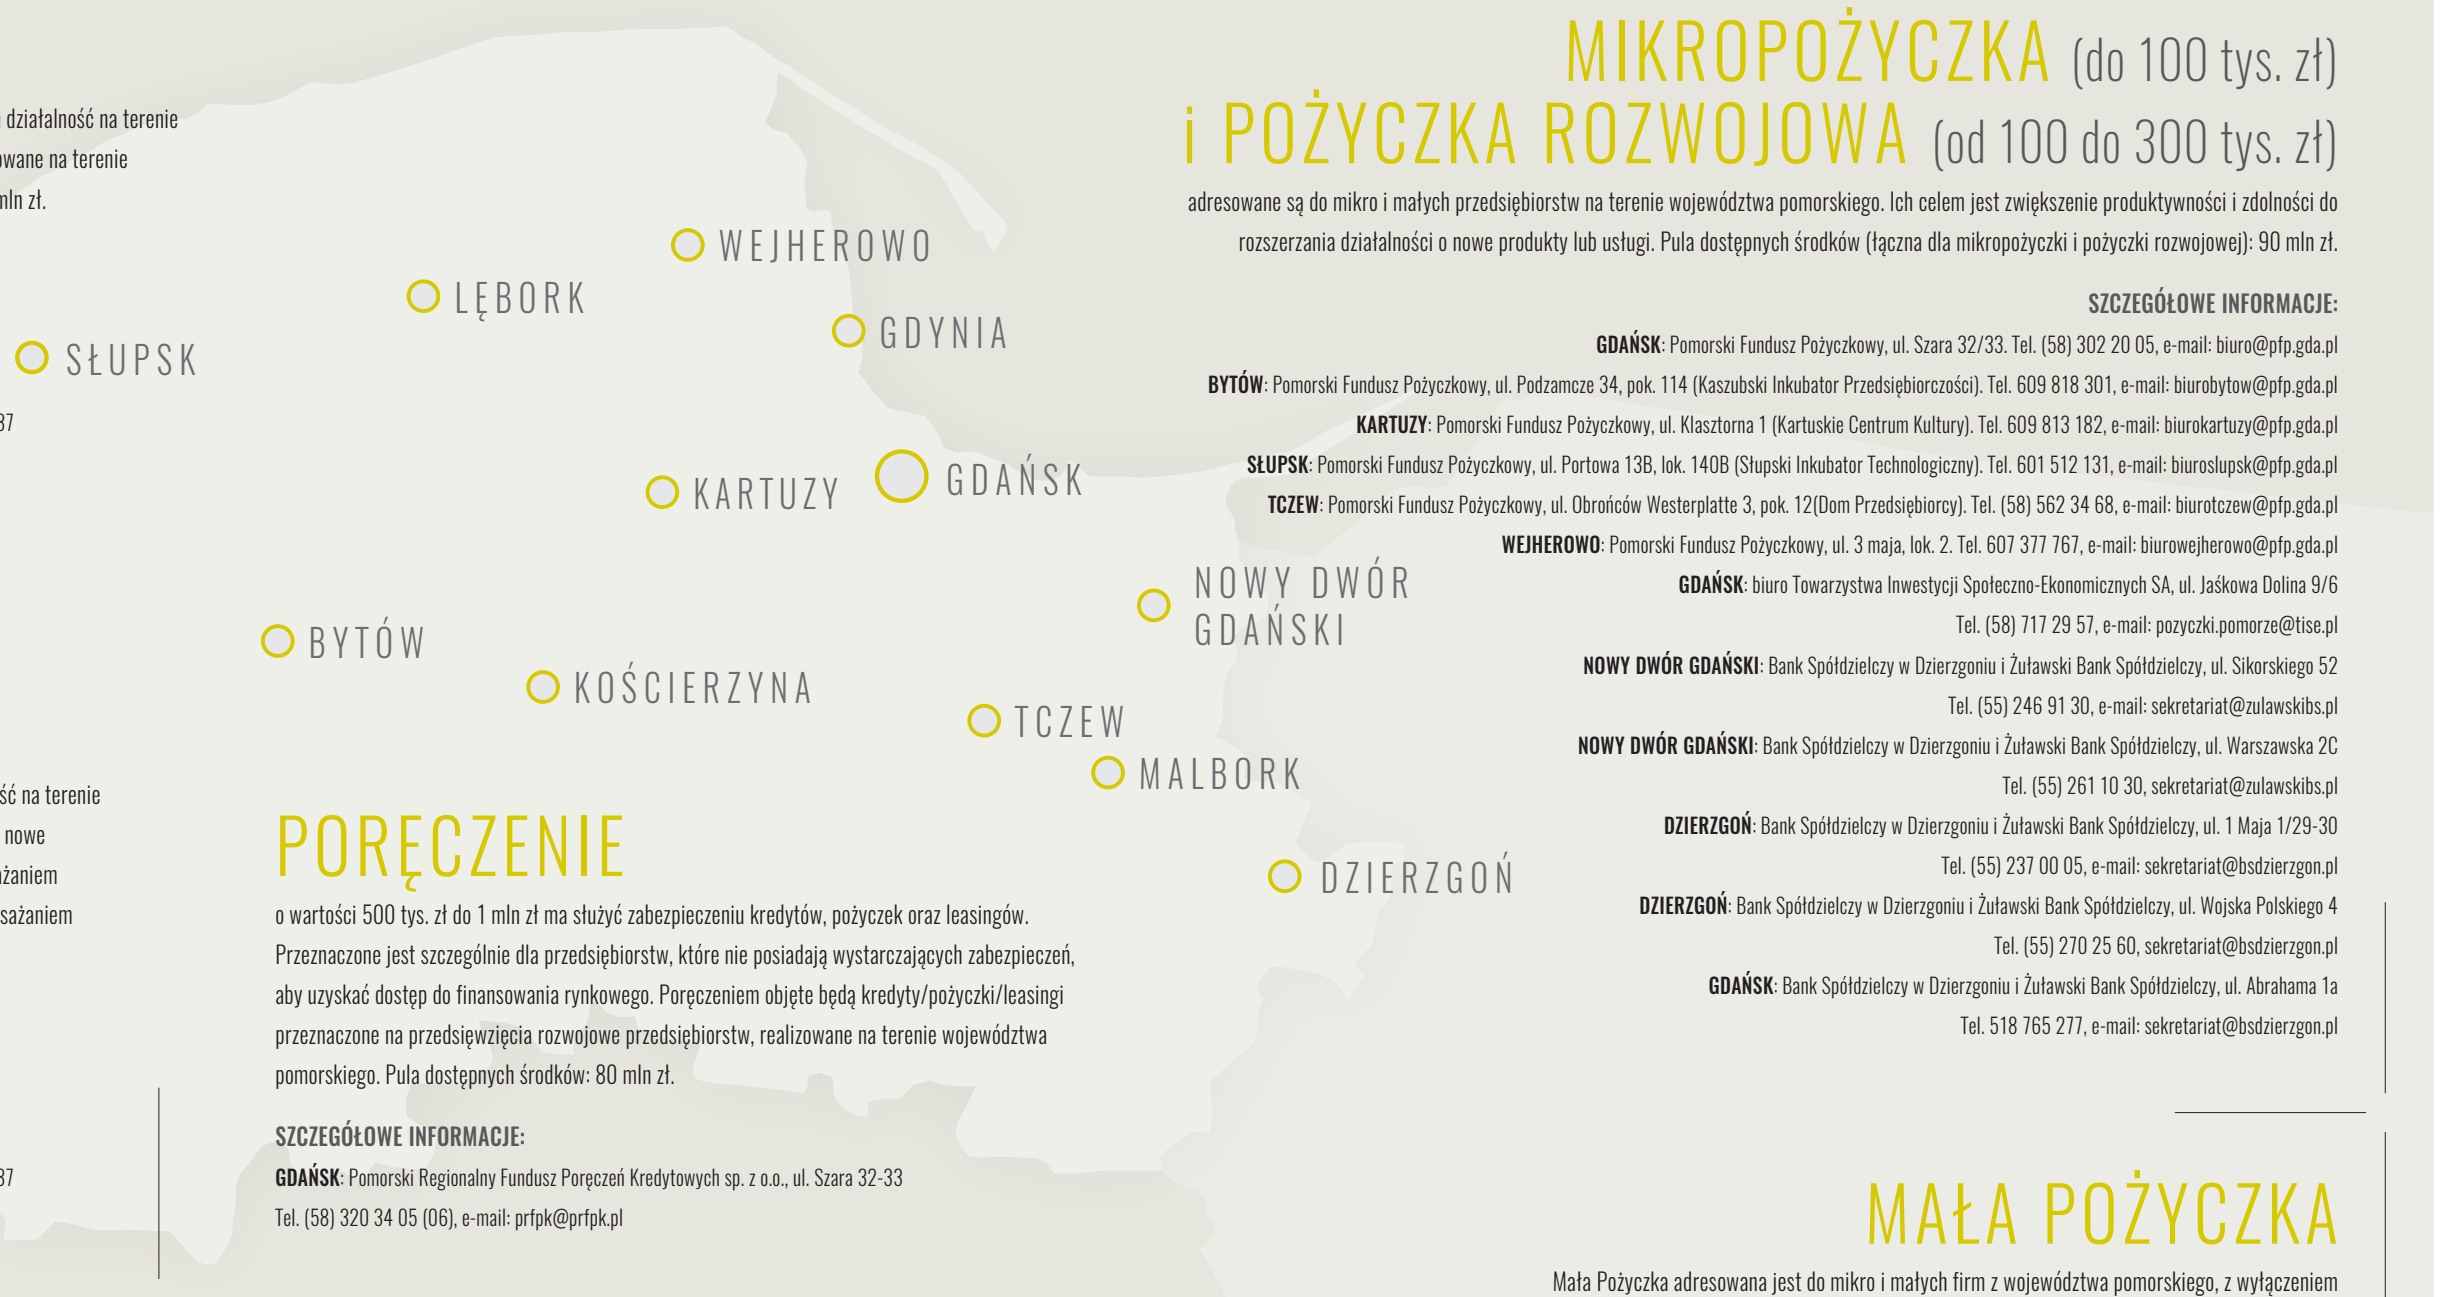 działalność na terenie
owane na terenie
mln zł.
37
ść na terenie
nowe
ażaniem
sażaniem
37
WEJHEROWO
LĘBORK
GDYNIA
SŁUPSK
KARTUZY
GDAŃSK
NOWY DWÓR
GDAŃSKI
BYTÓW
KOŚCIERZYNA
TCZEW
MALBORK
DZIERZGOŃ
PORĘCZENIE
o wartości 500 tys. zł do 1 mln zł ma służyć zabezpieczeniu kredytów, pożyczek oraz leasingów.
Przeznaczone jest szczególnie dla przedsiębiorstw, które nie posiadają wystarczających zabezpieczeń,
aby uzyskać dostęp do finansowania rynkowego. Poręczeniem objęte będą kredyty/pożyczki/leasingi
przeznaczone na przedsięwzięcia rozwojowe przedsiębiorstw, realizowane na terenie województwa
pomorskiego. Pula dostępnych środków: 80 mln zł.
SZCZEGÓŁOWE INFORMACJE:
GDAŃSK: Pomorski Regionalny Fundusz Poręczeń Kredytowych sp. z o.o., ul. Szara 32-33
Tel. (58) 320 34 05 (06), e-mail: prfpk@prfpk.pl
MIKROPOŻYCZKA (do 100 tys. zł)
i POŻYCZKA ROZWOJOWA (od 100 do 300 tys. zł)
adresowane są do mikro i małych przedsiębiorstw na terenie województwa pomorskiego. Ich celem jest zwiększenie produktywności i zdolności do
rozszerzania działalności o nowe produkty lub usługi. Pula dostępnych środków (łączna dla mikropożyczki i pożyczki rozwojowej): 90 mln zł.
SZCZEGÓŁOWE INFORMACJE:
GDAŃSK: Pomorski Fundusz Pożyczkowy, ul. Szara 32/33. Tel. (58) 302 20 05, e-mail: biuro@pfp.gda.pl
BYTÓW: Pomorski Fundusz Pożyczkowy, ul. Podzamcze 34, pok. 114 (Kaszubski Inkubator Przedsiębiorczości). Tel. 609 818 301, e-mail: biurobytow@pfp.gda.pl
KARTUZY: Pomorski Fundusz Pożyczkowy, ul. Klasztorna 1 (Kartuskie Centrum Kultury). Tel. 609 813 182, e-mail: biurokartuzy@pfp.gda.pl
SŁUPSK: Pomorski Fundusz Pożyczkowy, ul. Portowa 13B, lok. 140B (Słupski Inkubator Technologiczny). Tel. 601 512 131, e-mail: biuroslupsk@pfp.gda.pl
TCZEW: Pomorski Fundusz Pożyczkowy, ul. Obrońców Westerplatte 3, pok. 12(Dom Przedsiębiorcy). Tel. (58) 562 34 68, e-mail: biurotczew@pfp.gda.pl
WEJHEROWO: Pomorski Fundusz Pożyczkowy, ul. 3 maja, lok. 2. Tel. 607 377 767, e-mail: biurowejherowo@pfp.gda.pl
GDAŃSK: biuro Towarzystwa Inwestycji Społeczno-Ekonomicznych SA, ul. Jaśkowa Dolina 9/6
Tel. (58) 717 29 57, e-mail: pozyczki.pomorze@tise.pl
NOWY DWÓR GDAŃSKI: Bank Spółdzielczy w Dzierzgoniu i Żuławski Bank Spółdzielczy, ul. Sikorskiego 52
Tel. (55) 246 91 30, e-mail: sekretariat@zulawskibs.pl
NOWY DWÓR GDAŃSKI: Bank Spółdzielczy w Dzierzgoniu i Żuławski Bank Spółdzielczy, ul. Warszawska 2C
Tel. (55) 261 10 30, sekretariat@zulawskibs.pl
DZIERZGOŃ: Bank Spółdzielczy w Dzierzgoniu i Żuławski Bank Spółdzielczy, ul. 1 Maja 1/29-30
Tel. (55) 237 00 05, e-mail: sekretariat@bsdzierzgon.pl
DZIERZGOŃ: Bank Spółdzielczy w Dzierzgoniu i Żuławski Bank Spółdzielczy, ul. Wojska Polskiego 4
Tel. (55) 270 25 60, sekretariat@bsdzierzgon.pl
GDAŃSK: Bank Spółdzielczy w Dzierzgoniu i Żuławski Bank Spółdzielczy, ul. Abrahama 1a
Tel. 518 765 277, e-mail: sekretariat@bsdzierzgon.pl
MAŁA POŻYCZKA
Mała Pożyczka adresowana jest do mikro i małych firm z województwa pomorskiego, z wyłączeniem